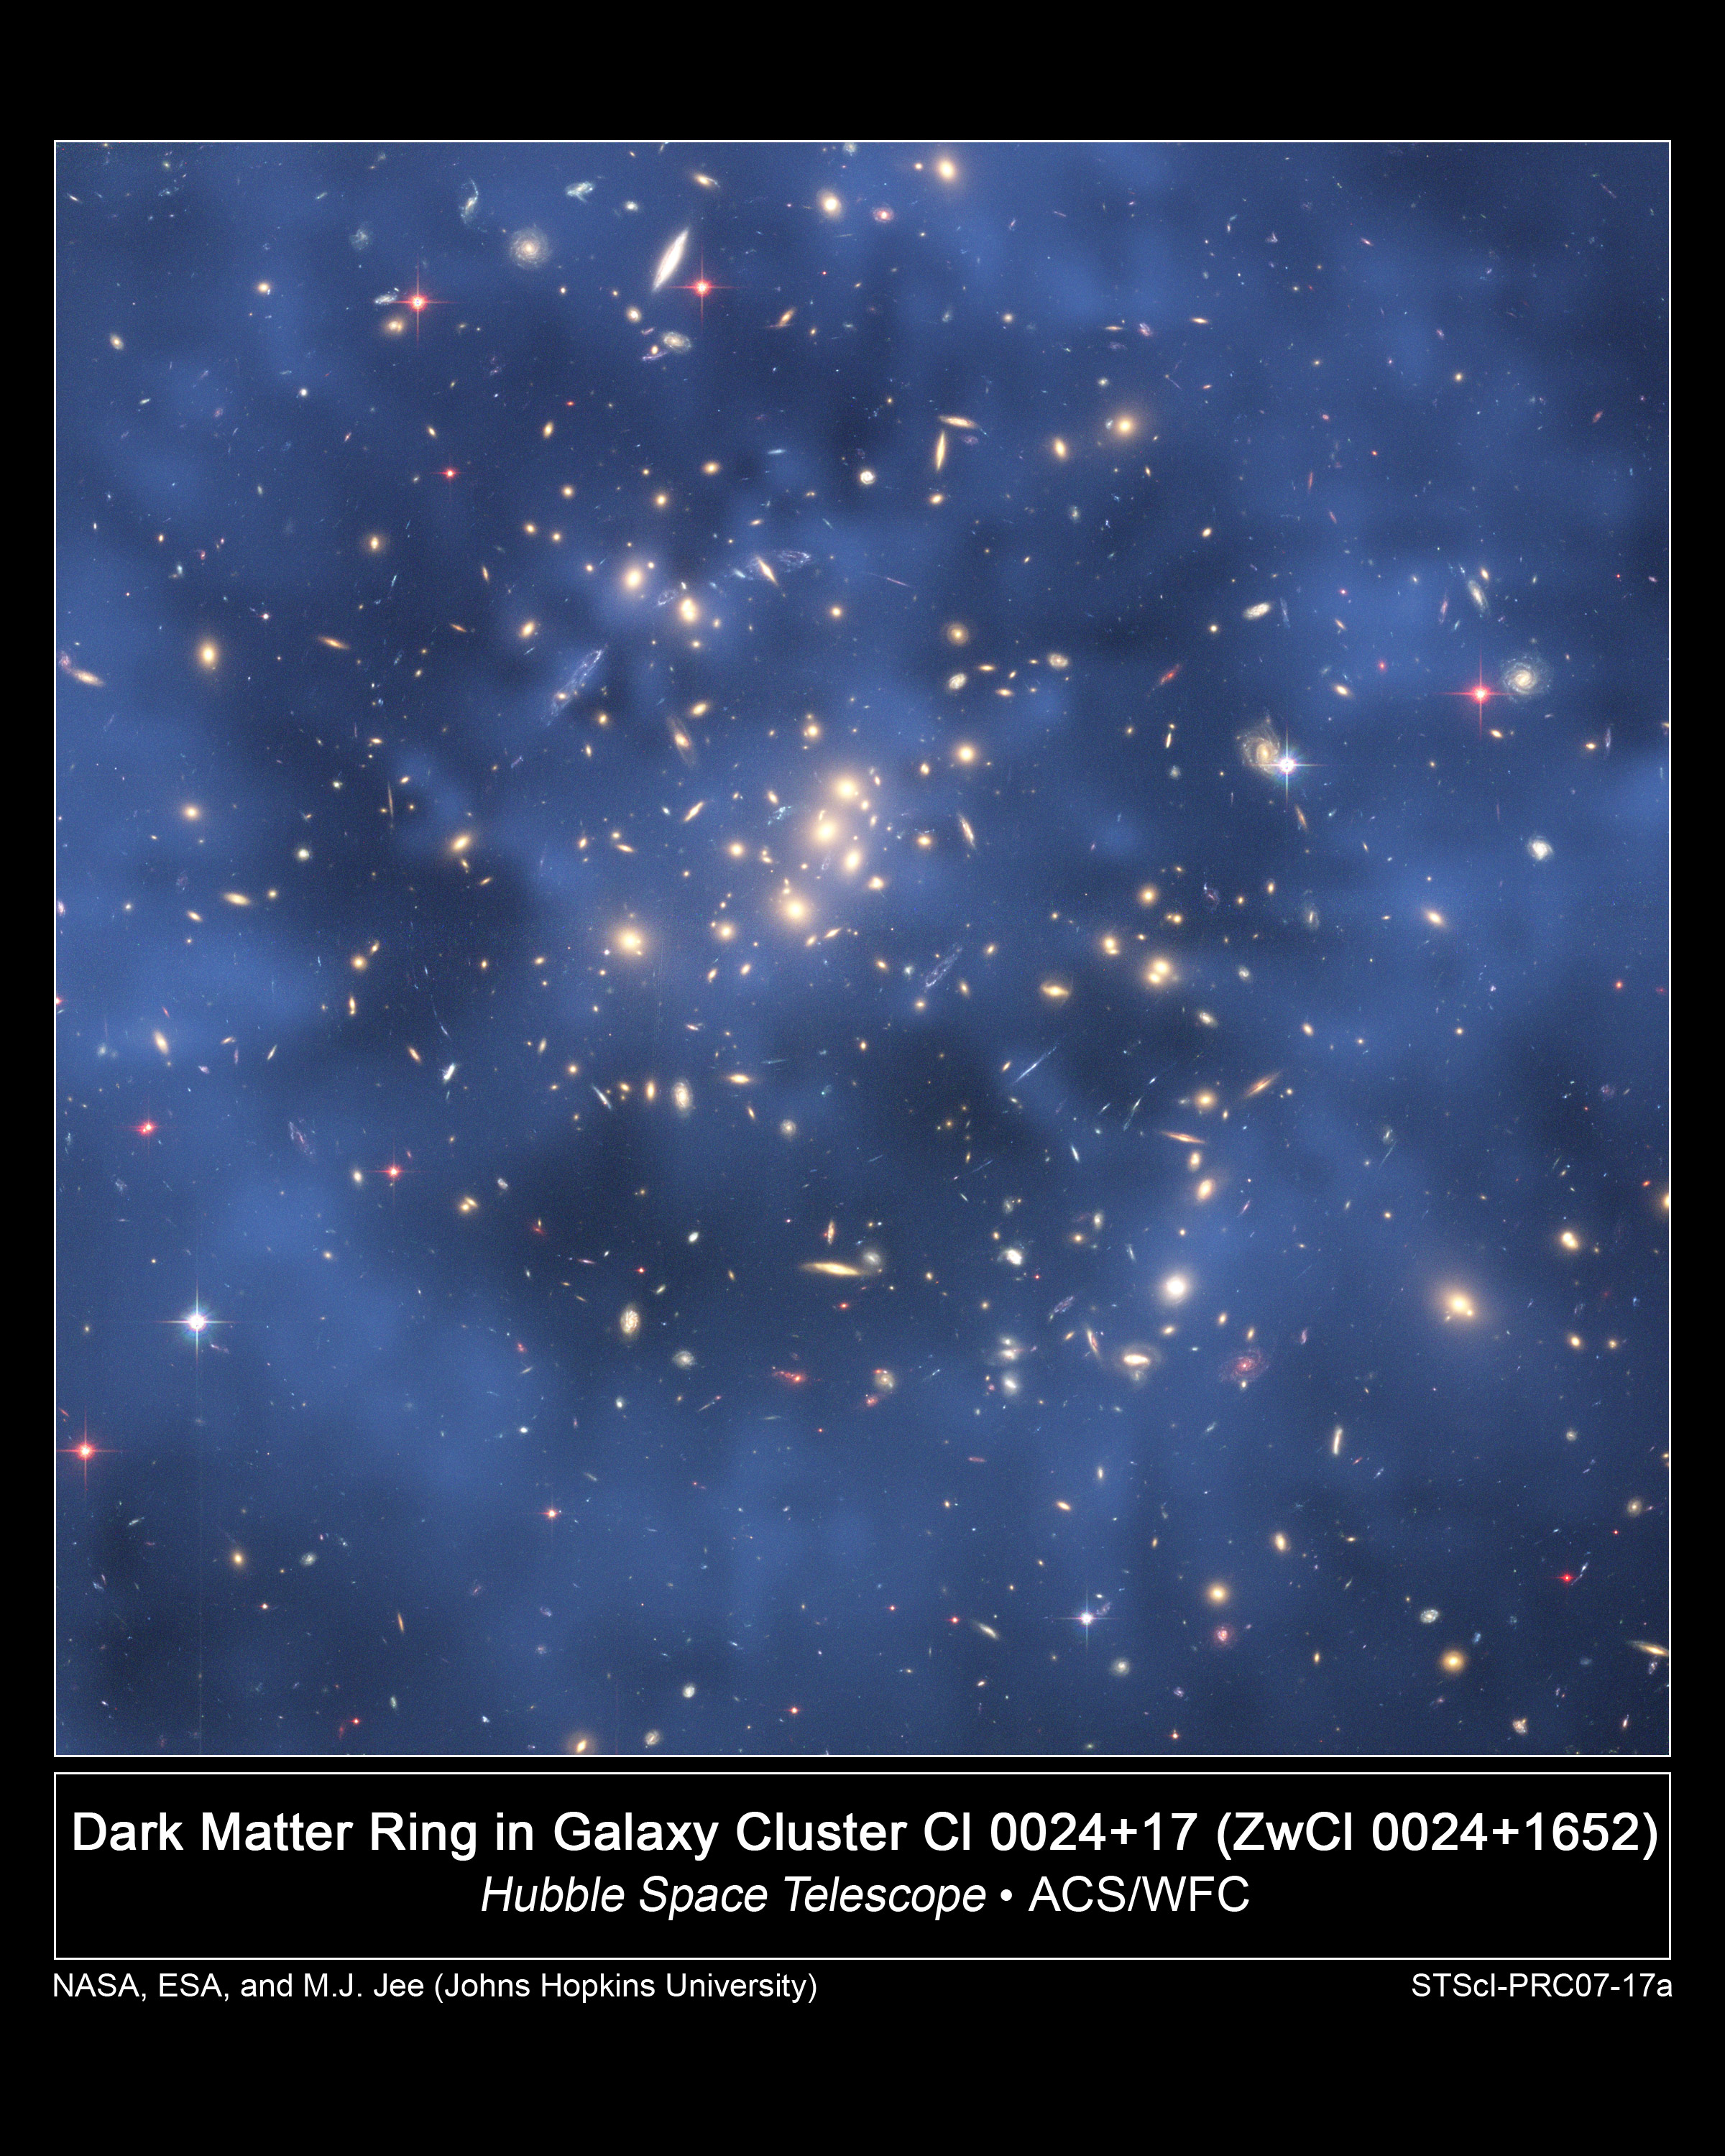 Dark Matter Ring in Galaxy Cluster Cl 0024+17 (ZwCl 0024+1652)
Hubble Space Telescope • ACS/WFC
NASA, ESA, and M.J. Jee (Johns Hopkins University)
STScI-PRC07-17a